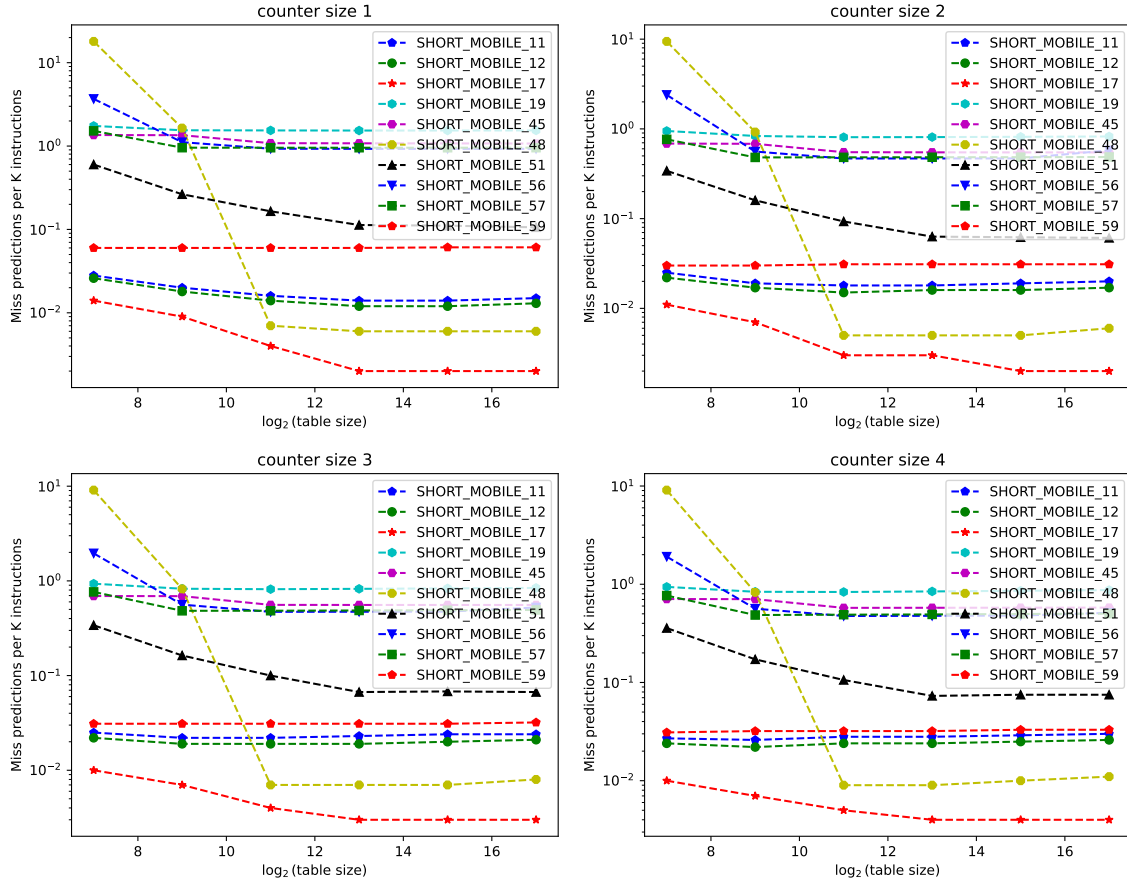 counter size 1
Miss predictions per K instructions
10¹
10⁰
10⁻¹
10⁻²
8 10 12 14 16
log₂(table size)
SHORT_MOBILE_11
SHORT_MOBILE_12
SHORT_MOBILE_17
SHORT_MOBILE_19
SHORT_MOBILE_45
SHORT_MOBILE_48
SHORT_MOBILE_51
SHORT_MOBILE_56
SHORT_MOBILE_57
SHORT_MOBILE_59
counter size 2
Miss predictions per K instructions
10¹
10⁰
10⁻¹
10⁻²
8 10 12 14 16
log₂(table size)
SHORT_MOBILE_11
SHORT_MOBILE_12
SHORT_MOBILE_17
SHORT_MOBILE_19
SHORT_MOBILE_45
SHORT_MOBILE_48
SHORT_MOBILE_51
SHORT_MOBILE_56
SHORT_MOBILE_57
SHORT_MOBILE_59
counter size 3
Miss predictions per K instructions
10¹
10⁰
10⁻¹
10⁻²
8 10 12 14 16
log₂(table size)
SHORT_MOBILE_11
SHORT_MOBILE_12
SHORT_MOBILE_17
SHORT_MOBILE_19
SHORT_MOBILE_45
SHORT_MOBILE_48
SHORT_MOBILE_51
SHORT_MOBILE_56
SHORT_MOBILE_57
SHORT_MOBILE_59
counter size 4
Miss predictions per K instructions
10¹
10⁰
10⁻¹
10⁻²
8 10 12 14 16
log₂(table size)
SHORT_MOBILE_11
SHORT_MOBILE_12
SHORT_MOBILE_17
SHORT_MOBILE_19
SHORT_MOBILE_45
SHORT_MOBILE_48
SHORT_MOBILE_51
SHORT_MOBILE_56
SHORT_MOBILE_57
SHORT_MOBILE_59